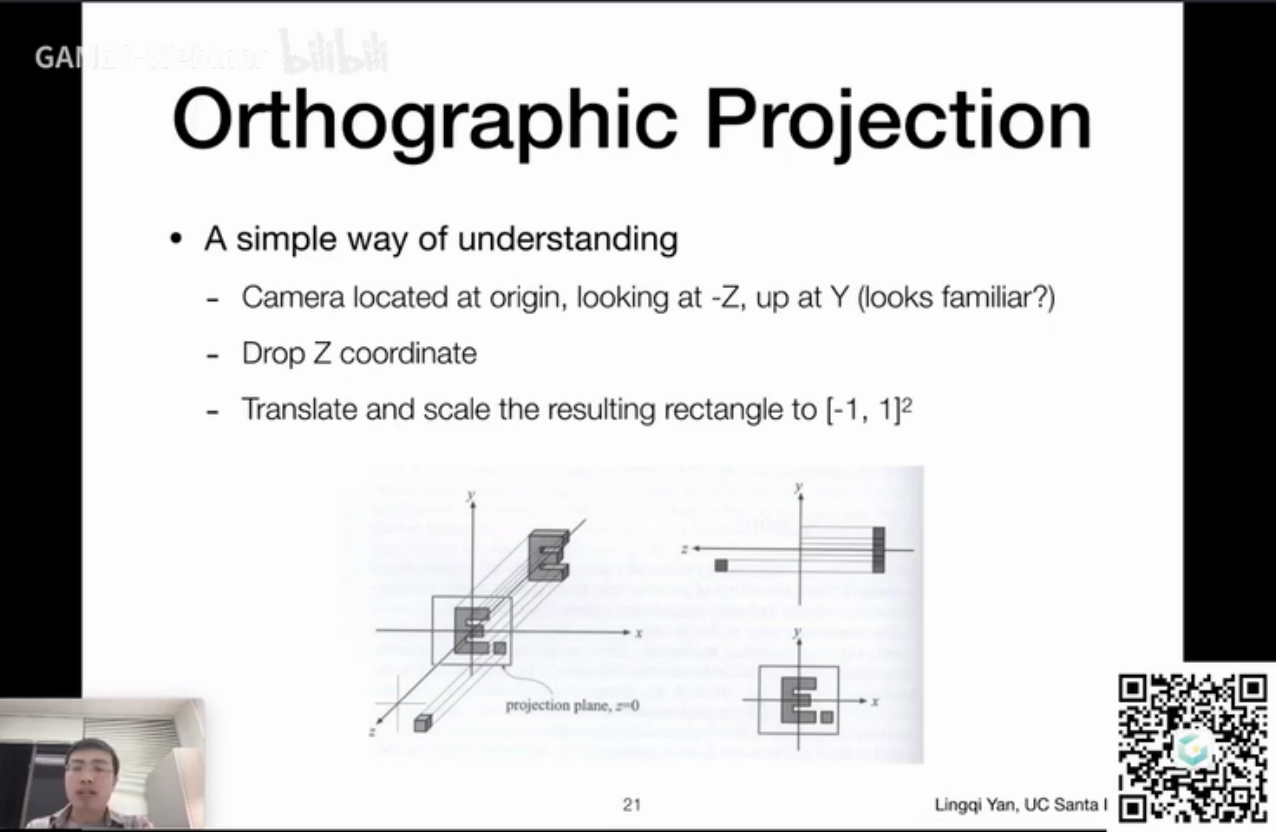 GAMES-Webinar bilibili
Orthographic Projection
• A simple way of understanding
- Camera located at origin, looking at -Z, up at Y (looks familiar?)
- Drop Z coordinate
- Translate and scale the resulting rectangle to [-1, 1]²
y
x
z
projection plane, z=0
y
z
y
x
21
Lingqi Yan, UC Santa